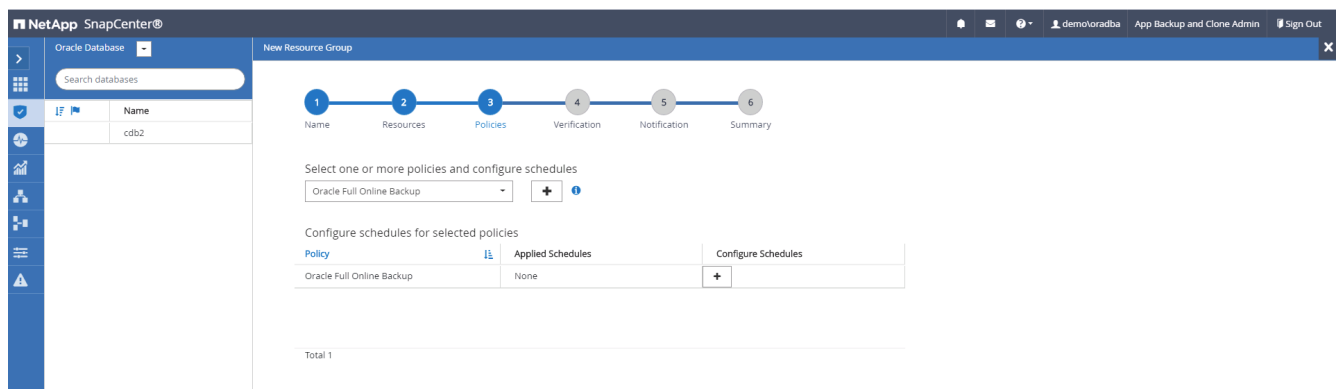 NetApp SnapCenter®
demo\oradba App Backup and Clone Admin Sign Out
Oracle Database
New Resource Group
Search databases
Name
cdb2
1 2 3 4 5 6
Name Resources Policies Verification Notification Summary
Select one or more policies and configure schedules
Oracle Full Online Backup
Configure schedules for selected policies
Policy Applied Schedules Configure Schedules
Oracle Full Online Backup None
Total 1